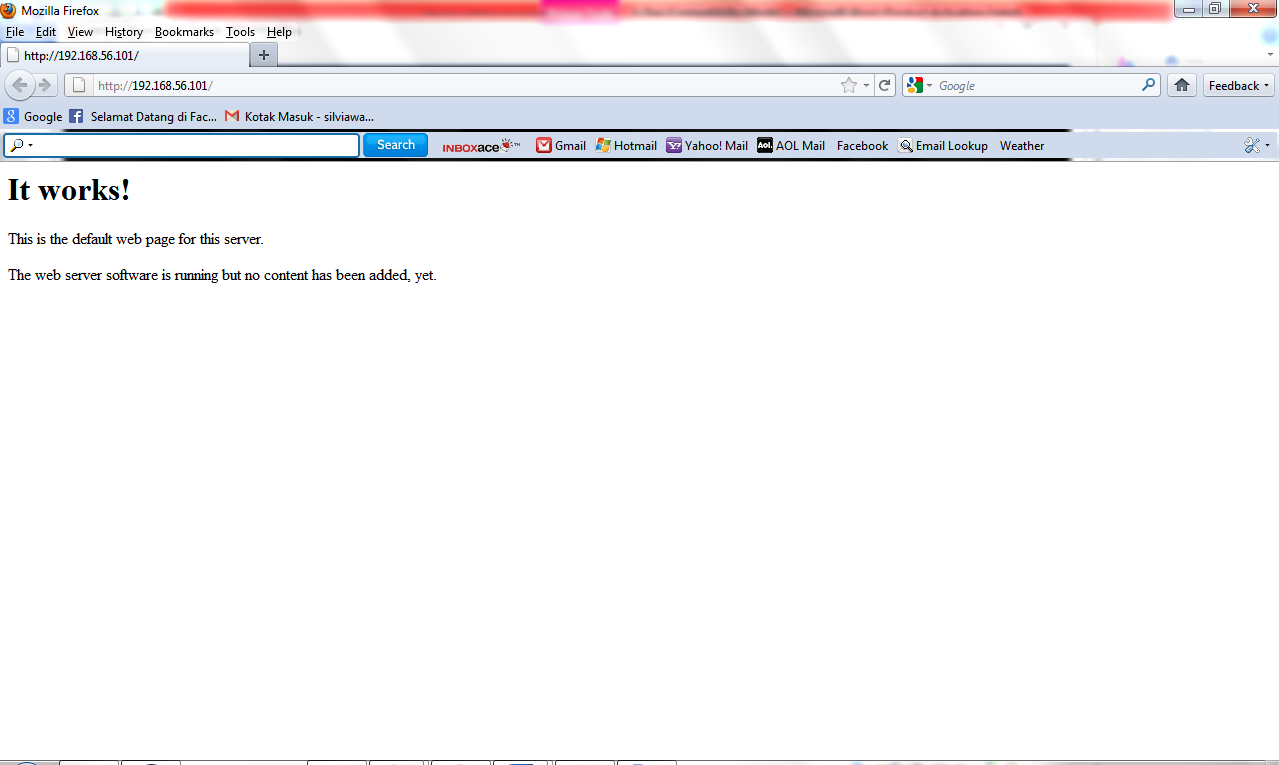 Mozilla Firefox
File Edit View History Bookmarks Tools Help
http://192.168.56.101/
http://192.168.56.101/ Google Feedback
Google Selamat Datang di Fac... Kotak Masuk - silviawa...
Search INBOXACE™ Gmail Hotmail Yahoo! Mail Aol. AOL Mail Facebook Email Lookup Weather
It works!
This is the default web page for this server.
The web server software is running but no content has been added, yet.